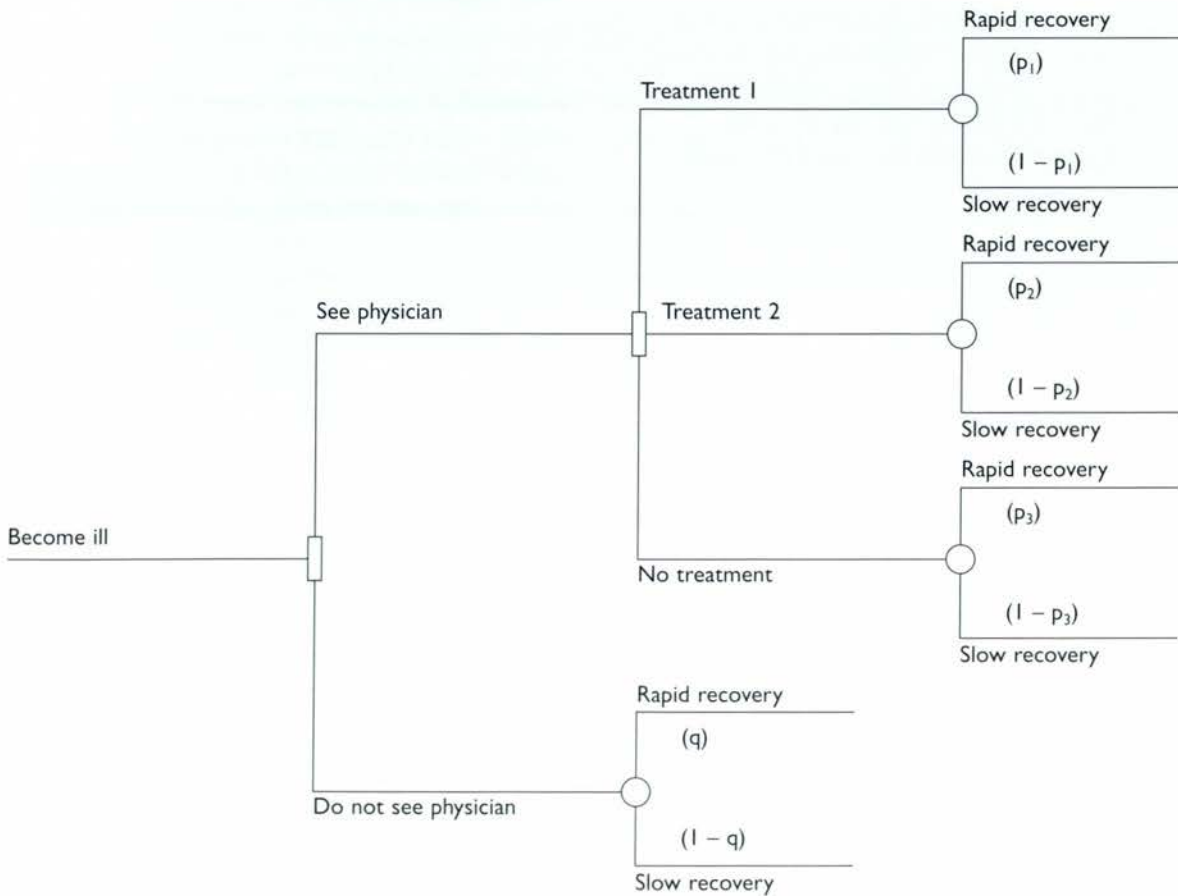 Rapid recovery
(p₁)
Treatment 1
(1 – p₁)
Slow recovery
Rapid recovery
(p₂)
See physician
Treatment 2
(1 – p₂)
Slow recovery
Rapid recovery
(p₃)
Become ill
No treatment
(1 – p₃)
Slow recovery
Rapid recovery
(q)
Do not see physician
(1 – q)
Slow recovery